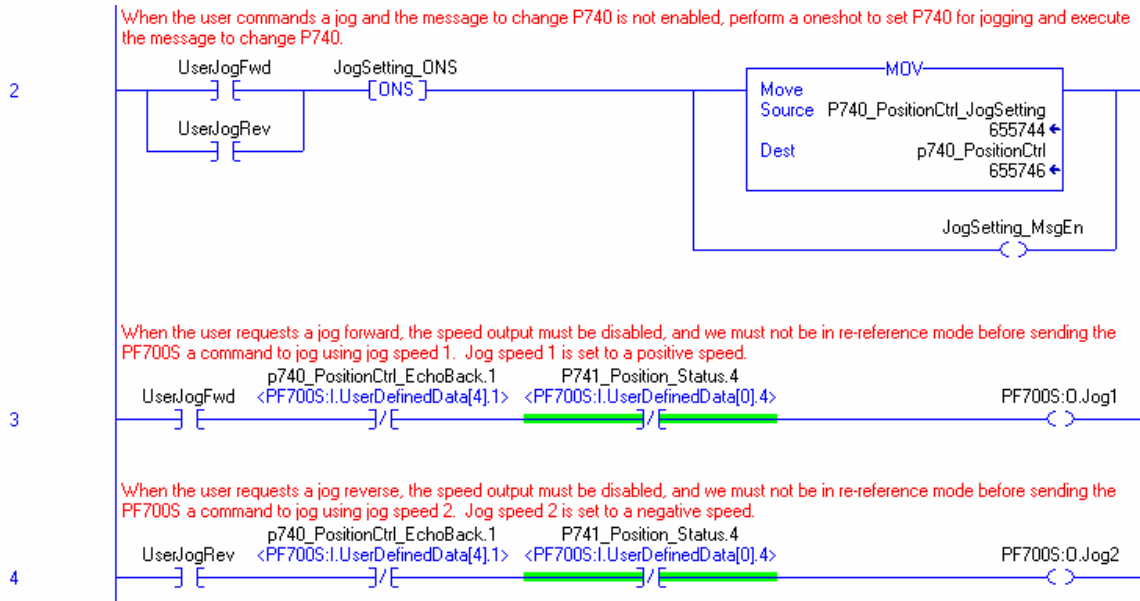 When the user commands a jog and the message to change P740 is not enabled, perform a oneshot to set P740 for jogging and execute
the message to change P740.
UserJogFwd JogSetting_ONS MOV
2 ONS Move
Source P740_PositionCtrl_JogSetting
655744
UserJogRev
Dest p740_PositionCtrl
655746
JogSetting_MsgEn
When the user requests a jog forward, the speed output must be disabled, and we must not be in re-reference mode before sending the
PF700S a command to jog using jog speed 1. Jog speed 1 is set to a positive speed.
p740_PositionCtrl_EchoBack.1 P741_Position_Status.4
UserJogFwd <PF700S:I.UserDefinedData[4].1> <PF700S:I.UserDefinedData[0].4> PF700S:O.Jog1
3
When the user requests a jog reverse, the speed output must be disabled, and we must not be in re-reference mode before sending the
PF700S a command to jog using jog speed 2. Jog speed 2 is set to a negative speed.
p740_PositionCtrl_EchoBack.1 P741_Position_Status.4
UserJogRev <PF700S:I.UserDefinedData[4].1> <PF700S:I.UserDefinedData[0].4> PF700S:O.Jog2
4